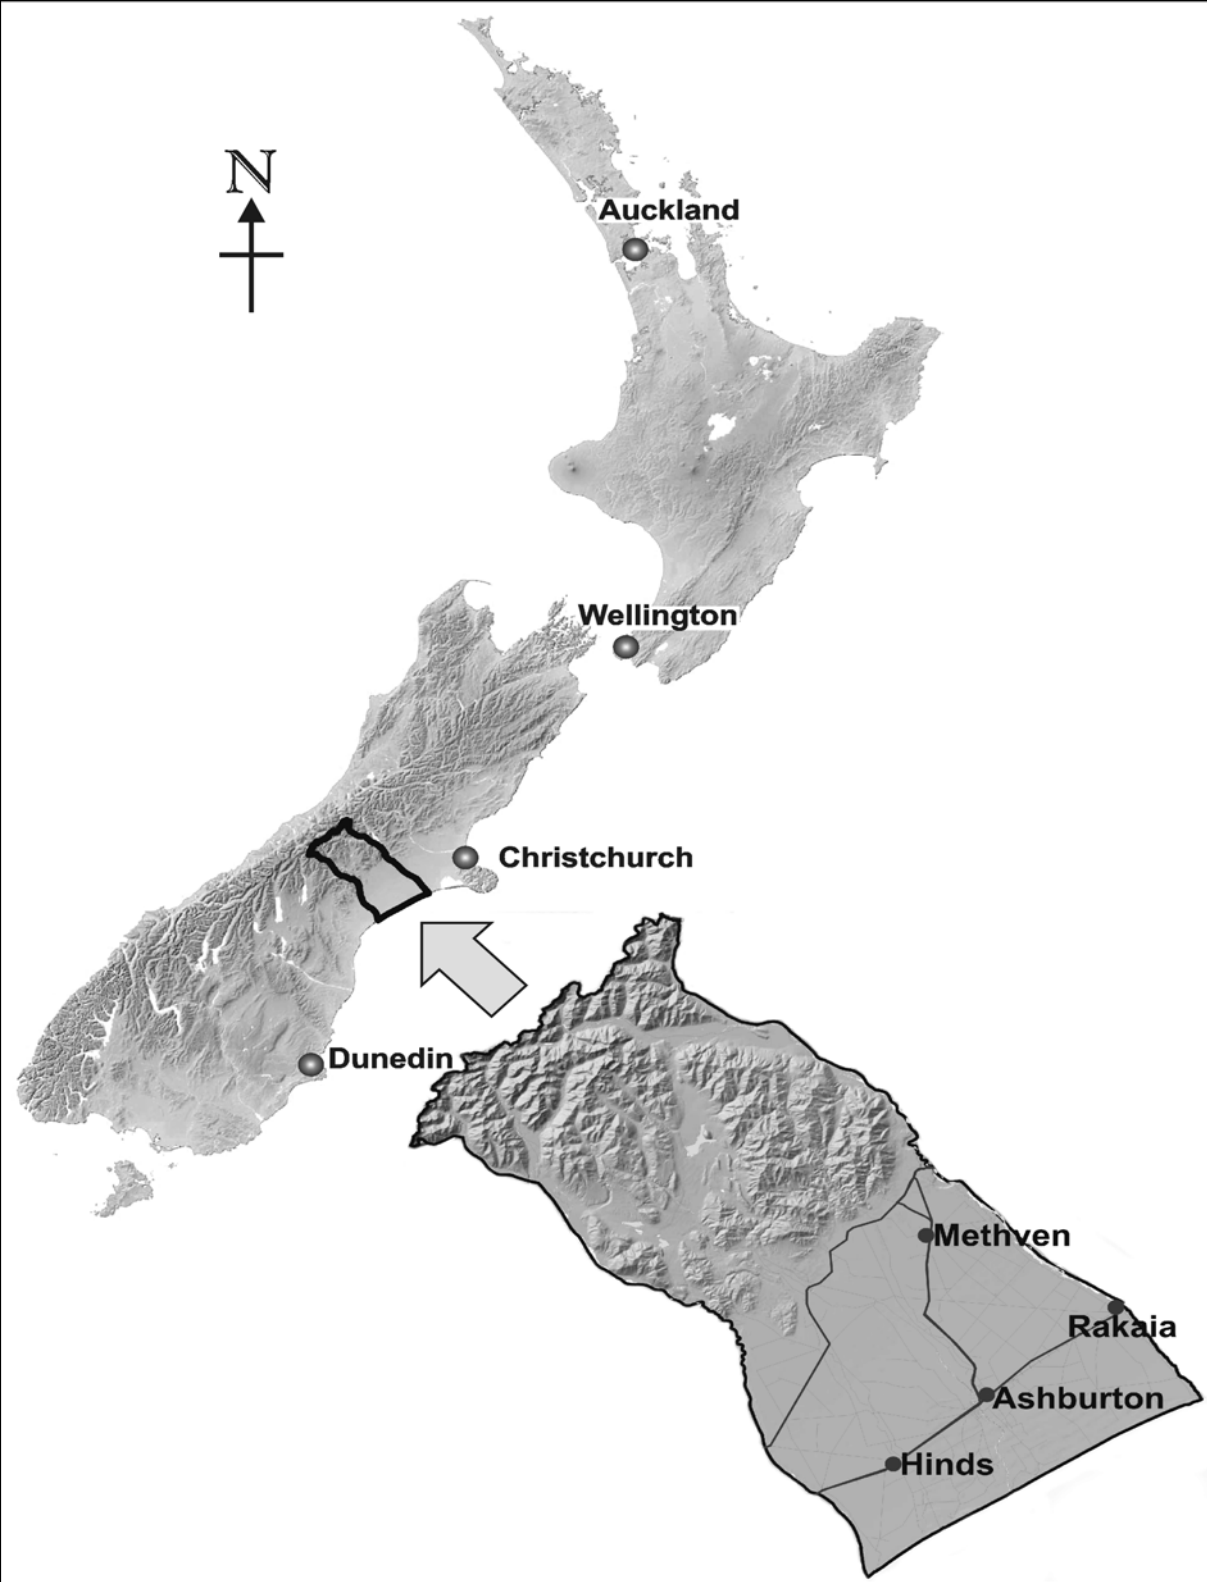 N
Auckland
Wellington
Christchurch
Dunedin
Methven
Rakaia
Ashburton
Hinds